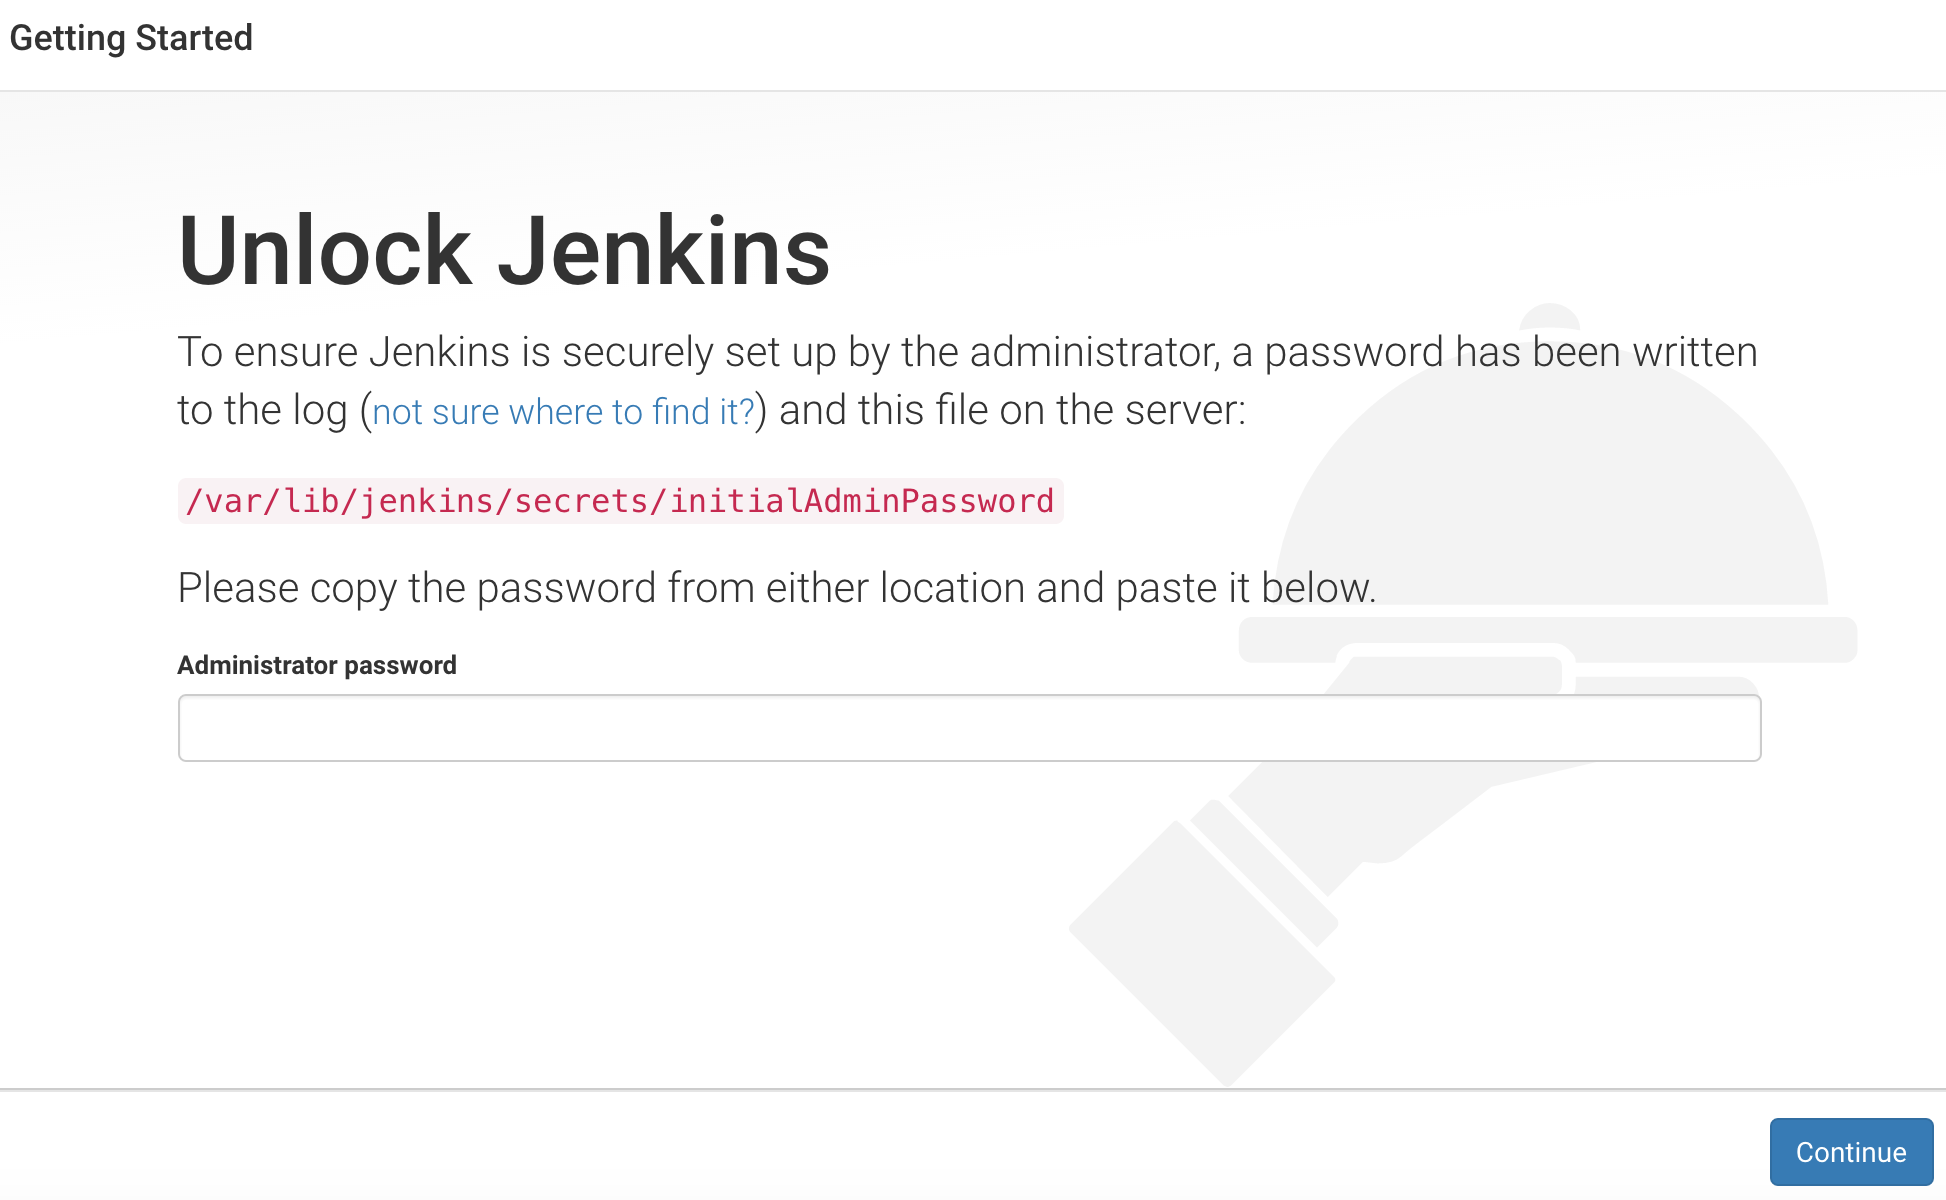 Getting Started
Unlock Jenkins
To ensure Jenkins is securely set up by the administrator, a password has been written
to the log (not sure where to find it?) and this file on the server:
/var/lib/jenkins/secrets/initialAdminPassword
Please copy the password from either location and paste it below.
Administrator password
Continue